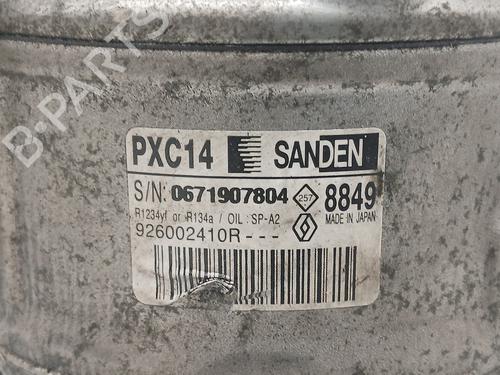 B-PARTS
PXC14 SANDEN
S/N: 0671907804 257 8849
R1234yf or R134a / OIL : SP-A2 MADE IN JAPAN
926002410R - - -